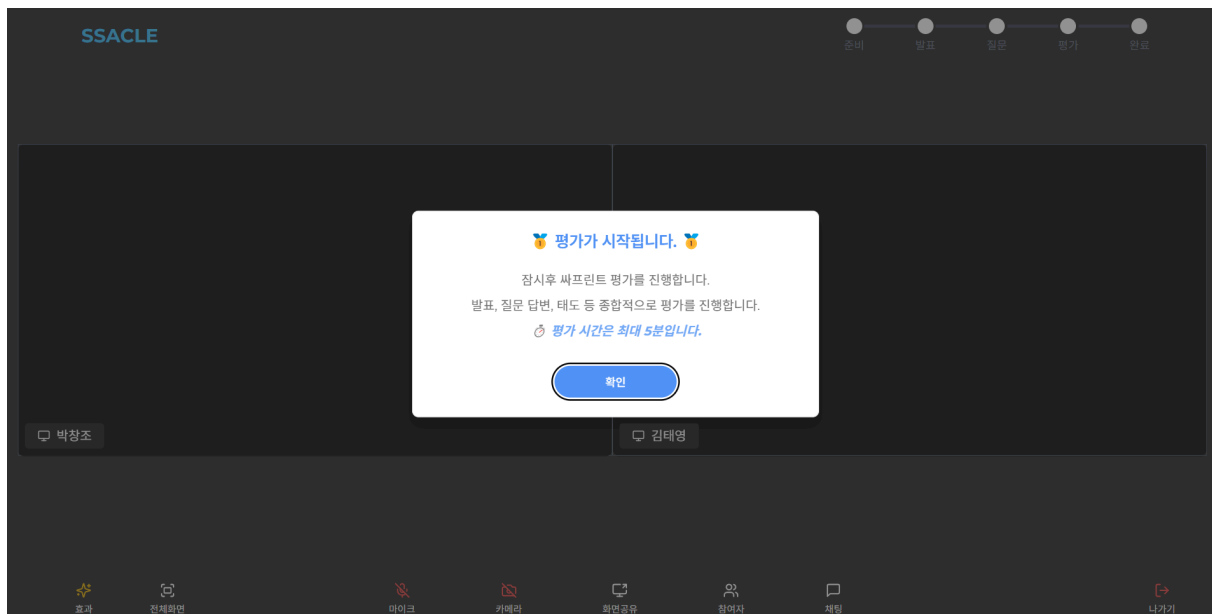 SSACLE
준비 발표 질문 평가 완료
🏅 평가가 시작됩니다. 🏅
잠시후 싸프린트 평가를 진행합니다.
발표, 질문 답변, 태도 등 종합적으로 평가를 진행합니다.
⏱ 평가 시간은 최대 5분입니다.
확인
박창조 김태영
효과 전체화면 마이크 카메라 화면공유 참여자 채팅 나가기